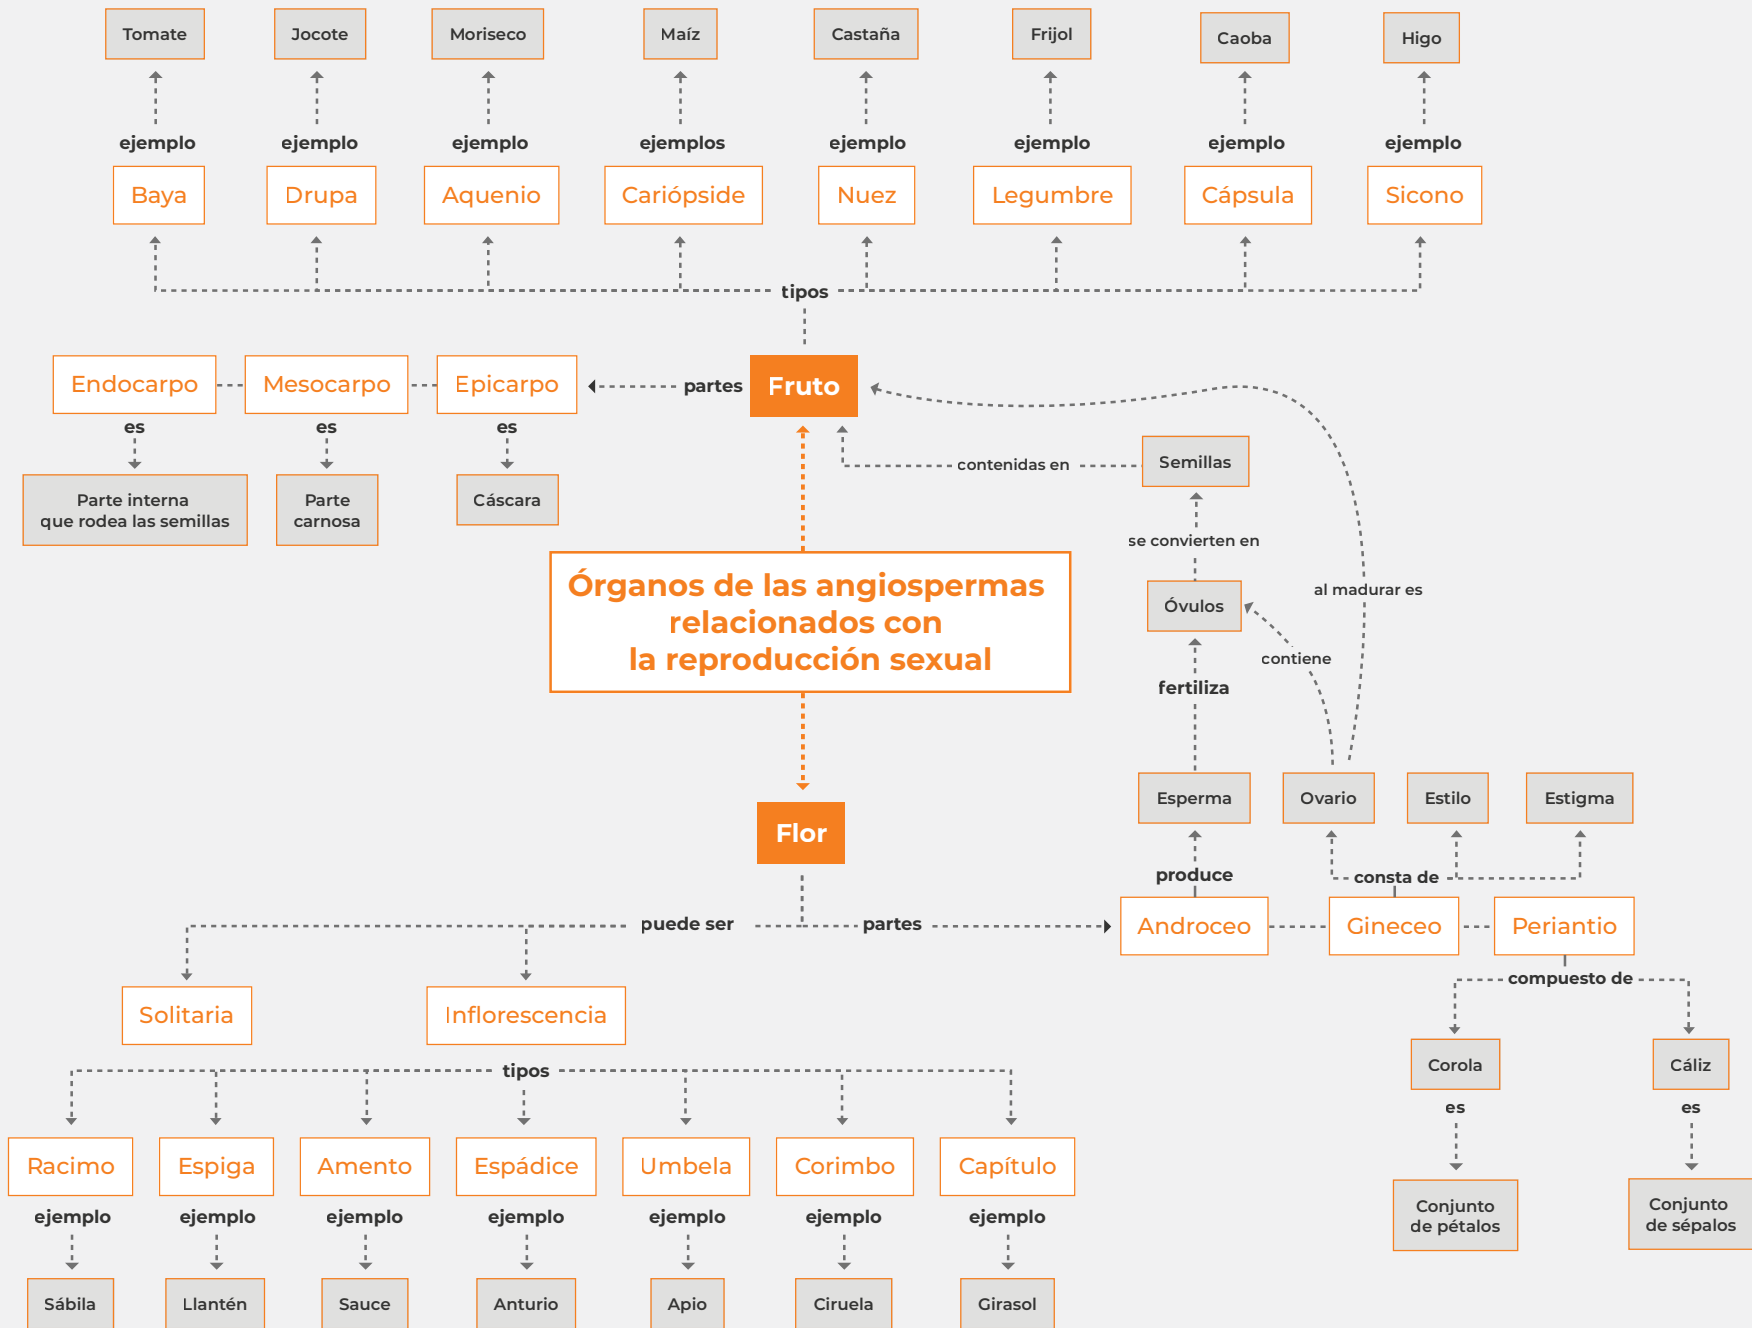 Tomate
Jocote
Moriseco
Maíz
Castaña
Frijol
Caoba
Higo
ejemplo
ejemplo
ejemplo
ejemplos
ejemplo
ejemplo
ejemplo
ejemplo
Baya
Drupa
Aquenio
Cariópside
Nuez
Legumbre
Cápsula
Sicono
tipos
Endocarpo
Mesocarpo
Epicarpo
partes
Fruto
es
es
es
Parte interna
que rodea las semillas
Parte
carnosa
Cáscara
contenidas en
Semillas
se convierten en
Órganos de las angiospermas
relacionados con
la reproducción sexual
Óvulos
al madurar es
contiene
fertiliza
Esperma
Ovario
Estilo
Estigma
Flor
produce
consta de
puede ser
partes
Androceo
Gineceo
Periantio
compuesto de
Solitaria
Inflorescencia
Corola
Cáliz
tipos
es
es
Racimo
Espiga
Amento
Espádice
Umbela
Corimbo
Capítulo
Conjunto
de pétalos
Conjunto
de sépalos
ejemplo
ejemplo
ejemplo
ejemplo
ejemplo
ejemplo
ejemplo
Sábila
Llantén
Sauce
Anturio
Apio
Ciruela
Girasol